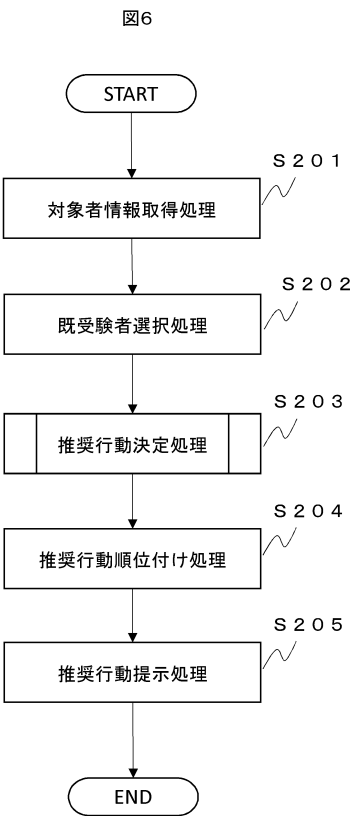 図6
START
S201
対象者情報取得処理
S202
既受験者選択処理
S203
推奨行動決定処理
S204
推奨行動順位付け処理
S205
推奨行動提示処理
END